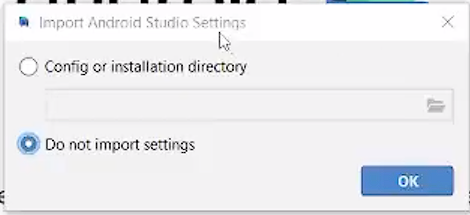 Import Android Studio Settings
Config or installation directory
Do not import settings
OK